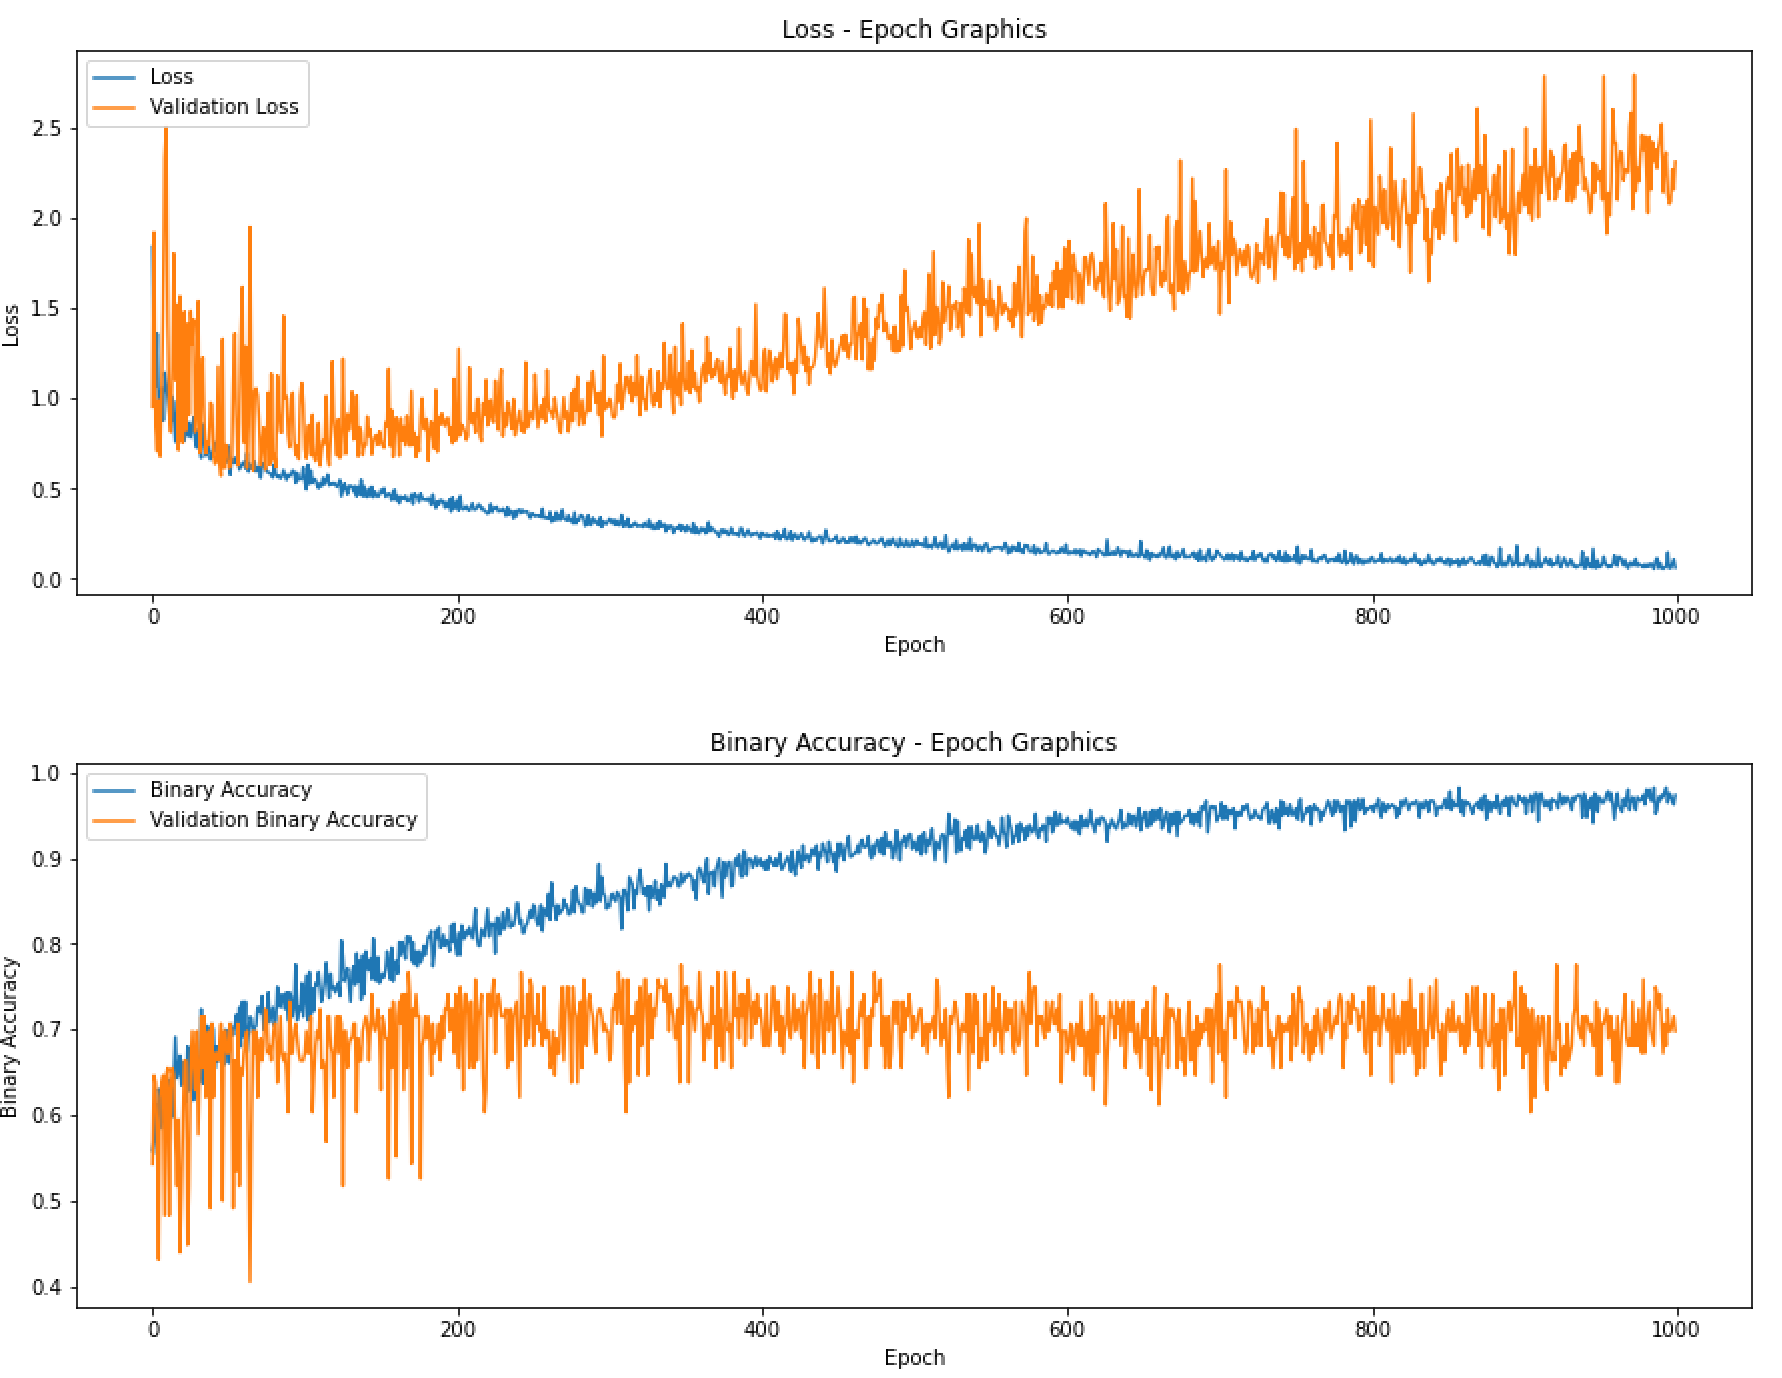 Loss - Epoch Graphics
Loss
Validation Loss
2.5
2.0
1.5
1.0
0.5
0.0
Loss
0 200 400 600 800 1000
Epoch
Binary Accuracy - Epoch Graphics
Binary Accuracy
Validation Binary Accuracy
1.0
0.9
0.8
0.7
0.6
0.5
0.4
Binary Accuracy
0 200 400 600 800 1000
Epoch